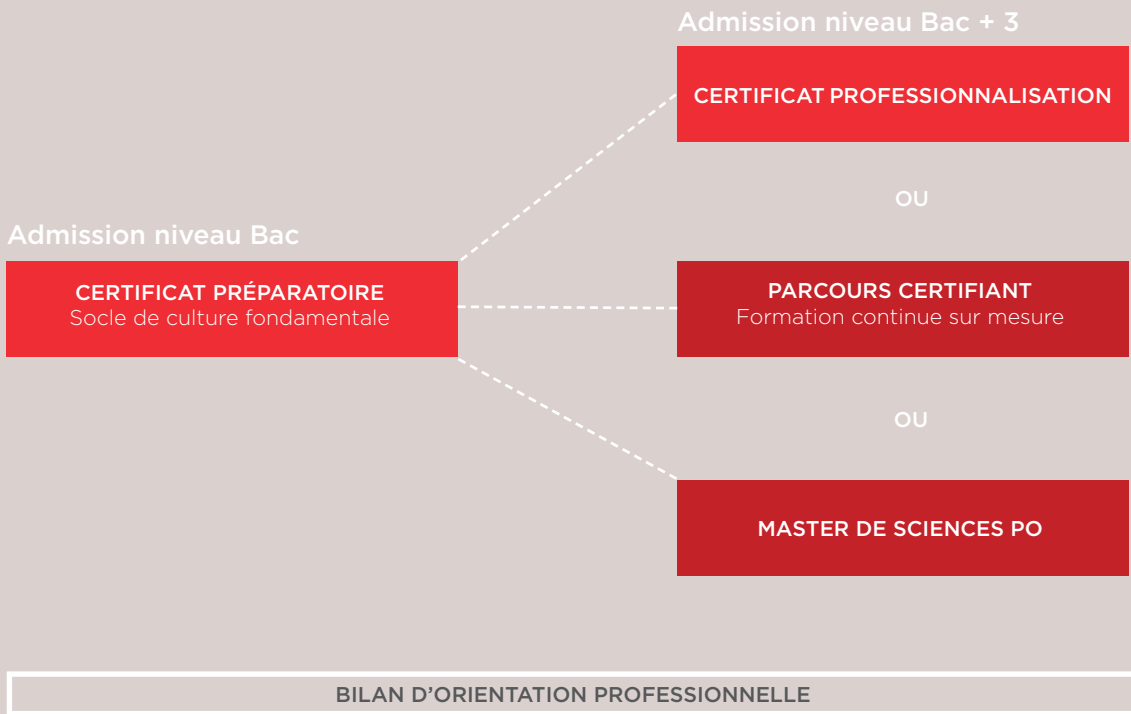 Admission niveau Bac + 3
CERTIFICAT PROFESSIONNALISATION
OU
Admission niveau Bac
CERTIFICAT PRÉPARATOIRE
Socle de culture fondamentale
PARCOURS CERTIFIANT
Formation continue sur mesure
OU
MASTER DE SCIENCES PO
BILAN D'ORIENTATION PROFESSIONNELLE